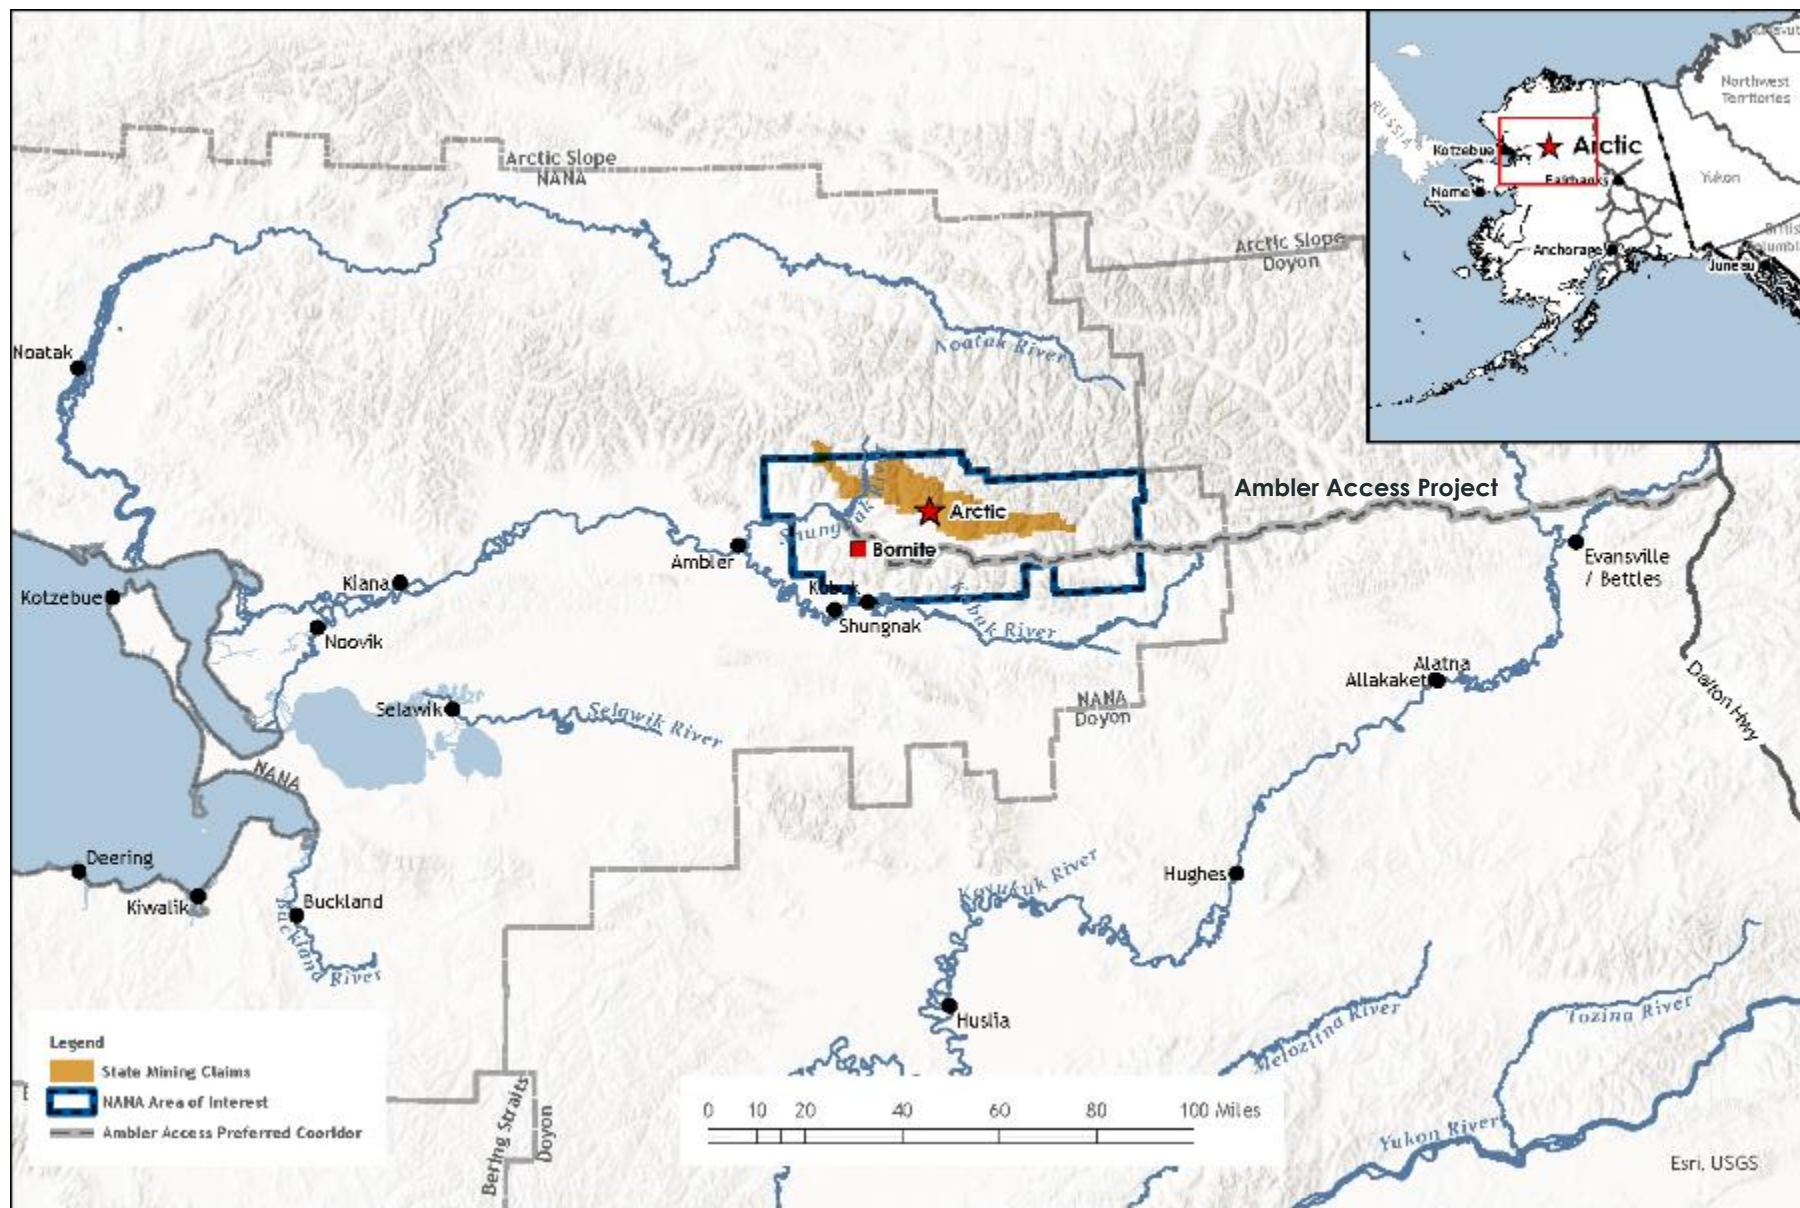 RUSSIA
Northwest
Territories
Kotzebue
Arctic
Nome
Fairbanks
Yukon
Anchorage
Juneau
Arctic Slope
NANA
Arctic Slope
Doyon
Noatak
Noatak River
Ambler Access Project
Arctic
Bornite
Ambler
Kiana
Kotzebue
Noovik
Kobuk
Shungnak
Kobuk River
Evansville
/ Bettles
Alatna
Allakaket
Dalton Hwy
Selawik
Selawik River
NANA
Doyon
NANA
Deering
Kiwalik
Buckland
Buckland River
Hughes
Koyukuk River
Huslia
Melozitna River
Tozina River
Yukon River
Bering Straits
Doyon
Legend
State Mining Claims
NANA Area of Interest
Ambler Access Preferred Cooridor
0 10 20 40 60 80 100 Miles
Esri, USGS